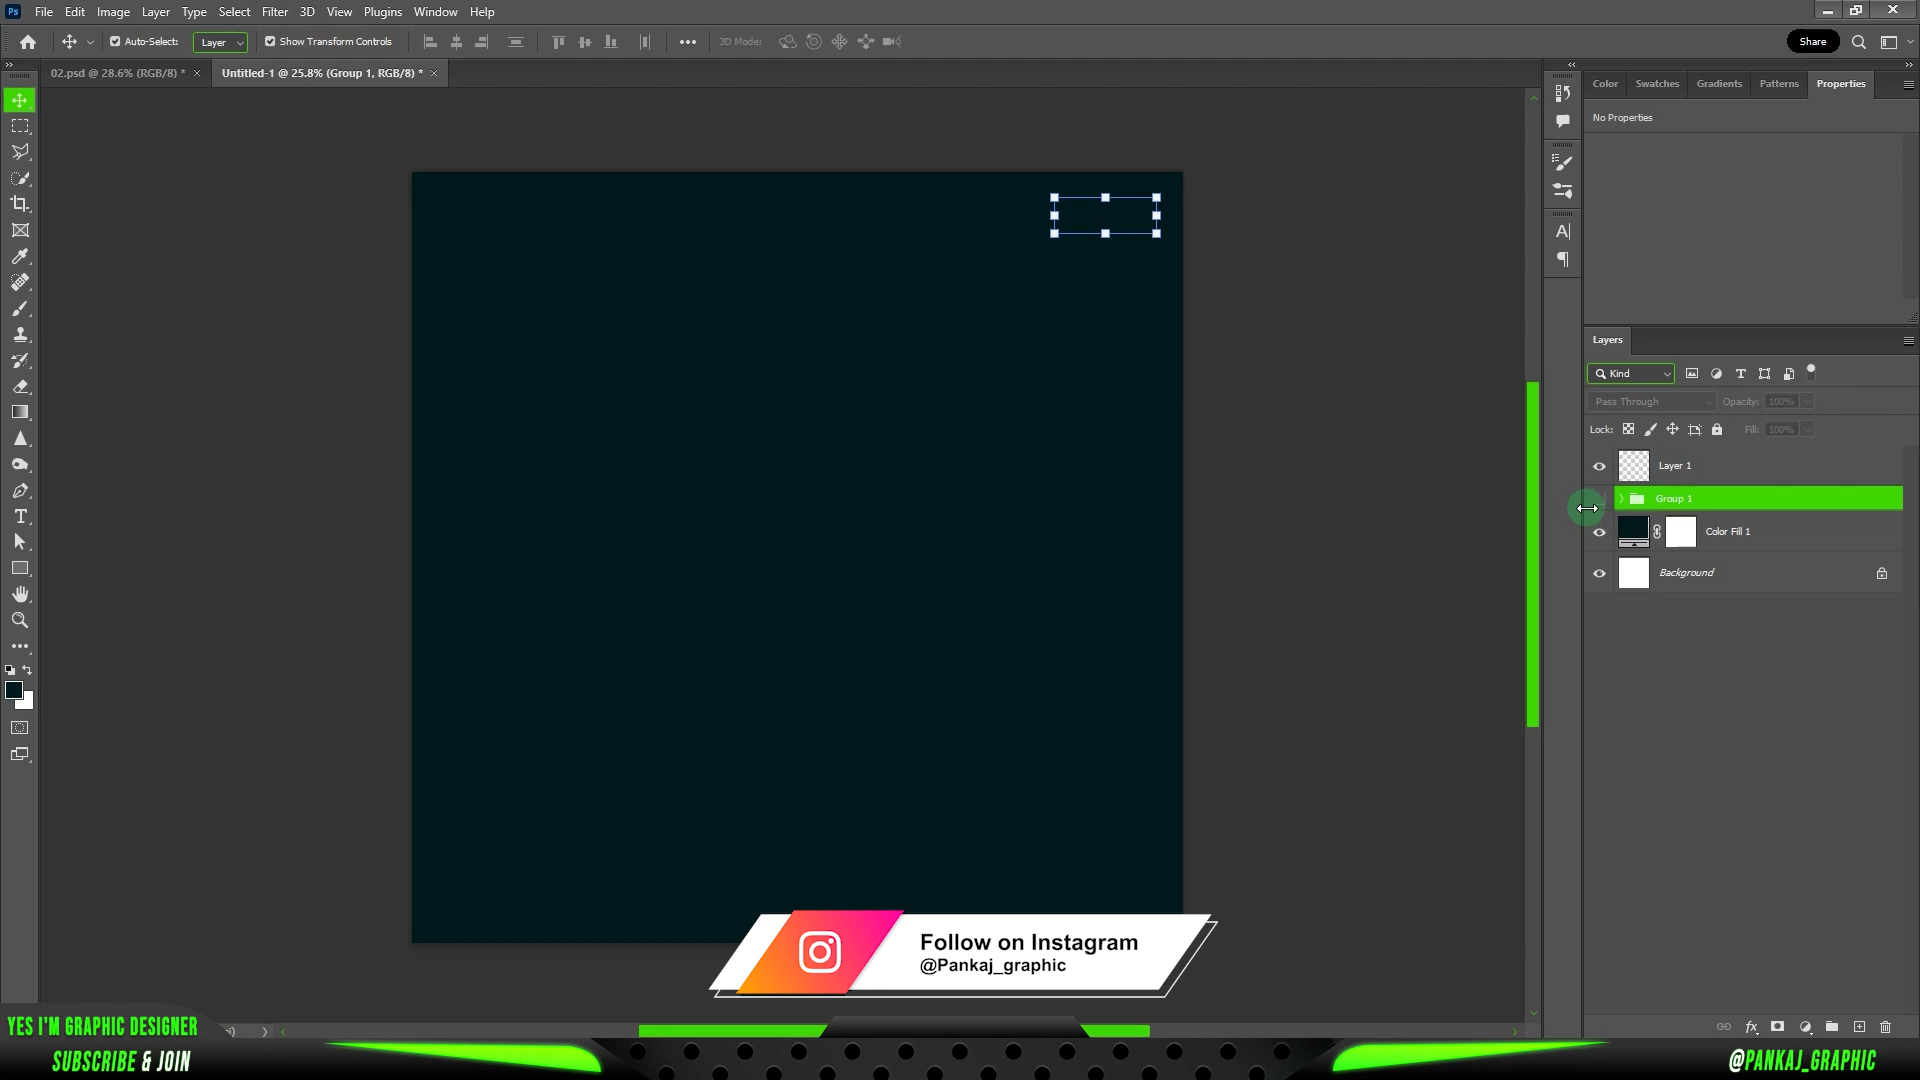 Ps File Edit Image Layer Type Select Filter 3D View Plugins Window Help
Auto-Select: Layer Show Transform Controls 3D Mode: Share
02.psd @ 28.6% (RGB/8) * × Untitled-1 @ 25.8% (Group 1, RGB/8) * ×
Color Swatches Gradients Patterns Properties
No Properties
Layers
Kind
Pass Through Opacity: 100%
Lock: Fill: 100%
Layer 1
Group 1
Color Fill 1
Background
Follow on Instagram
@Pankaj_graphic
YES I'M GRAPHIC DESIGNER
SUBSCRIBE & JOIN
@PANKAJ_GRAPHIC